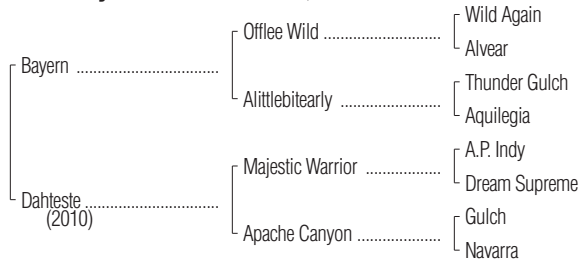 Wild Again
Offlee Wild ........................
Alvear
Bayern .............................
Thunder Gulch
Alittlebitearly .....................
Aquilegia
A.P. Indy
Majestic Warrior ...............
Dream Supreme
Dahteste ...........................
(2010)
Gulch
Apache Canyon .................
Navarra